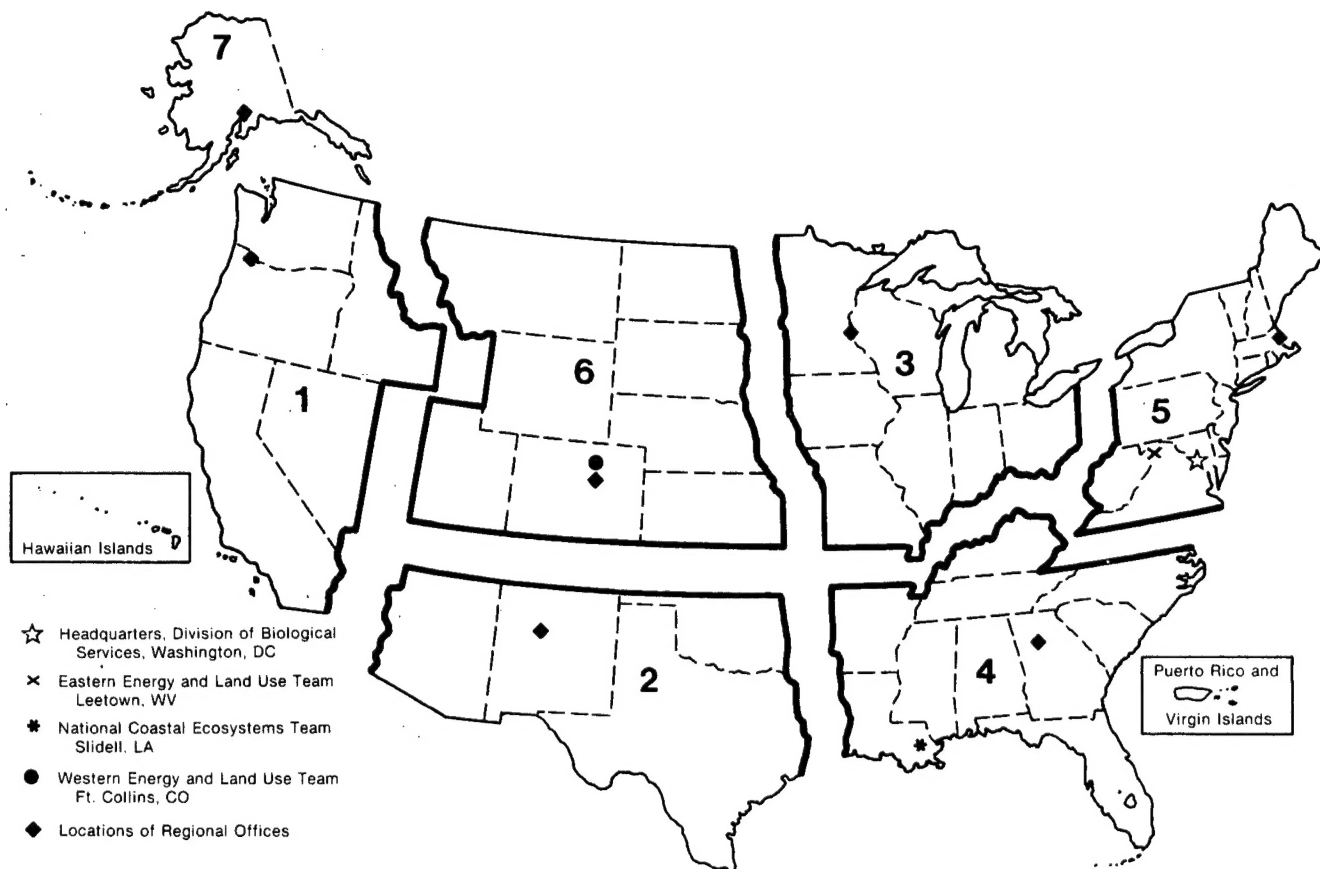 7
6
3
1
5
Hawaiian Islands
☆ Headquarters, Division of Biological
Services, Washington, DC
× Eastern Energy and Land Use Team
Leetown, WV
* National Coastal Ecosystems Team
Slidell. LA
● Western Energy and Land Use Team
Ft. Collins, CO
◆ Locations of Regional Offices
2
4
Puerto Rico and
Virgin Islands